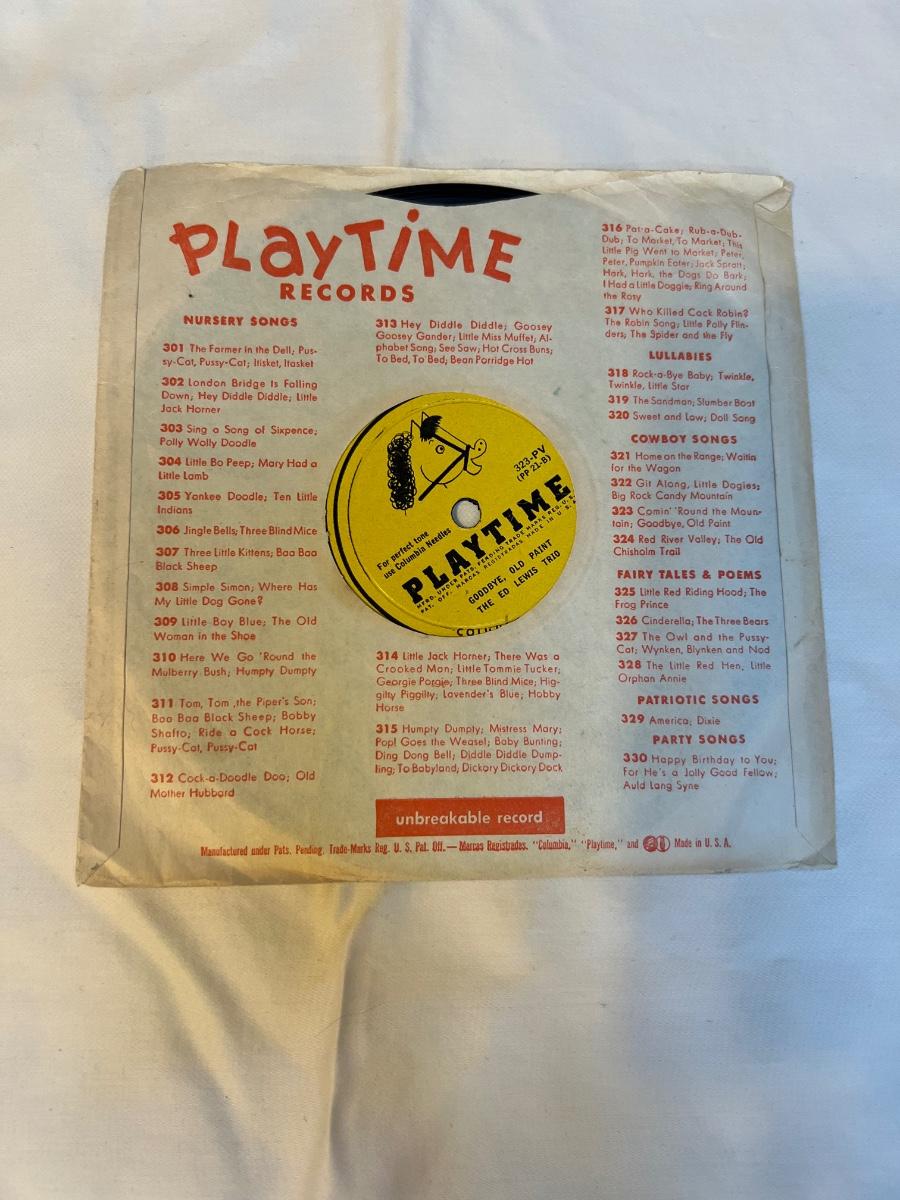 PLayTiME
RECORDS
NURSERY SONGS
301 The Farmer in the Dell; Pus-
sy-Cat, Pussy-Cat; Itisket, Itasket
302 London Bridge Is Falling
Down; Hey Diddle Diddle; Little
Jack Horner
303 Sing a Song of Sixpence;
Polly Wolly Doodle
304 Little Bo Peep; Mary Had a
Little Lamb
305 Yankee Doodle; Ten Little
Indians
306 Jingle Bells; Three Blind Mice
307 Three Little Kittens; Baa Baa
Black Sheep
308 Simple Simon; Where Has
My Little Dog Gone?
309 Little Boy Blue; The Old
Woman in the Shoe
310 Here We Go 'Round the
Mulberry Bush; Humpty Dumpty
311 Tom, Tom ,the Piper's Son;
Baa Baa Black Sheep; Bobby
Shafto; Ride a Cock Horse;
Pussy-Cat, Pussy-Cat
312 Cock-a-Doodle Doo; Old
Mother Hubbard
313 Hey Diddle Diddle; Goosey
Goosey Gander; Little Miss Muffet; Al-
phabet Song; See Saw; Hot Cross Buns;
To Bed, To Bed; Bean Porridge Hot
323-PV
(PP 21-B)
For perfect tone
use Columbia Needles
PLAYTIME
MFRD. UNDER PATS. PENDING. TRADE MARKS REG. U. S.
PAT. OFF. MARCAS REGISTRADAS. MADE IN U. S.
GOODBYE, OLD PAINT
THE ED LEWIS TRIO
314 Little Jack Horner; There Was a
Crooked Man; Little Tommie Tucker;
Georgie Porgie; Three Blind Mice; Hig-
gilty Piggilty; Lavender's Blue; Hobby
Horse
315 Humpty Dumpty; Mistress Mary;
Pop! Goes the Weasel; Baby Bunting;
Ding Dong Bell; Diddle Diddle Dump-
ling; To Babyland; Dickory Dickory Dock
316 Pat-a-Cake; Rub-a-Dub-
Dub; To Market, To Market; This
Little Pig Went to Market; Peter,
Peter, Pumpkin Eater; Jack Spratt;
Hark, Hark, the Dogs Do Bark;
I Had a Little Doggie; Ring Around
the Rosy
317 Who Killed Cock Robin?
The Robin Song; Little Polly Flin-
ders; The Spider and the Fly
LULLABIES
318 Rock-a-Bye Baby; Twinkle,
Twinkle, Little Star
319 The Sandman; Slumber Boat
320 Sweet and Low; Doll Song
COWBOY SONGS
321 Home on the Range; Waitin
for the Wagon
322 Git Along, Little Dogies;
Big Rock Candy Mountain
323 Comin' 'Round the Moun-
tain; Goodbye, Old Paint
324 Red River Valley; The Old
Chisholm Trail
FAIRY TALES & POEMS
325 Little Red Riding Hood; The
Frog Prince
326 Cinderella; The Three Bears
327 The Owl and the Pussy-
Cat; Wynken, Blynken and Nod
328 The Little Red Hen, Little
Orphan Annie
PATRIOTIC SONGS
329 America; Dixie
PARTY SONGS
330 Happy Birthday to You;
For He's a Jolly Good Fellow;
Auld Lang Syne
unbreakable record
Manufactured under Pats. Pending. Trade-Marks Reg. U. S. Pat. Off.—Marcas Registradas. "Columbia," "Playtime," and Made in U. S. A.